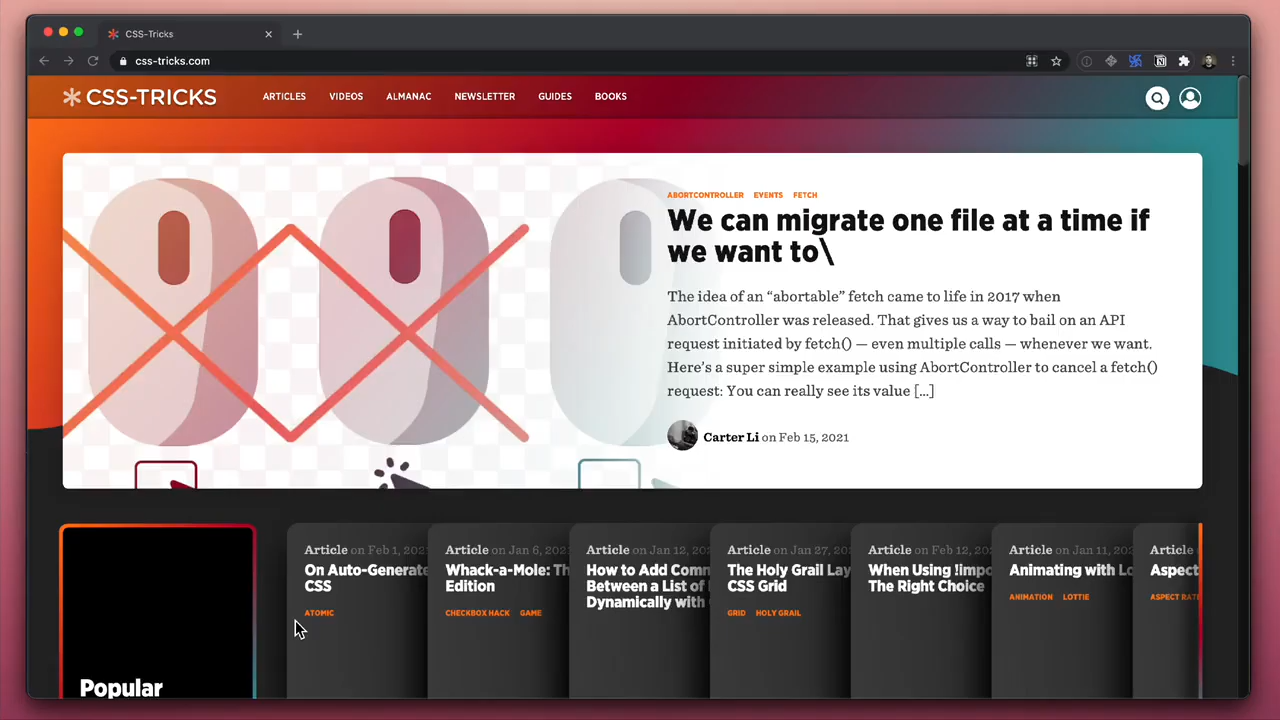 CSS-Tricks
css-tricks.com
CSS-TRICKS
ARTICLES VIDEOS ALMANAC NEWSLETTER GUIDES BOOKS
ABORTCONTROLLER EVENTS FETCH
We can migrate one file at a time if
we want to\
The idea of an “abortable” fetch came to life in 2017 when
AbortController was released. That gives us a way to bail on an API
request initiated by fetch() — even multiple calls — whenever we want.
Here’s a super simple example using AbortController to cancel a fetch()
request: You can really see its value [...]
Carter Li on Feb 15, 2021
Popular
Article on Feb 1, 202
On Auto-Generate
CSS
ATOMIC
Article on Jan 6, 202
Whack-a-Mole: Th
Edition
CHECKBOX HACK GAME
Article on Jan 12, 202
How to Add Com
Between a List of
Dynamically with
Article on Jan 27, 202
The Holy Grail Lay
CSS Grid
GRID HOLY GRAIL
Article on Feb 12, 202
When Using !impo
The Right Choice
Article on Jan 11, 202
Animating with Lo
ANIMATION LOTTIE
Article
Aspect
ASPECT RAT